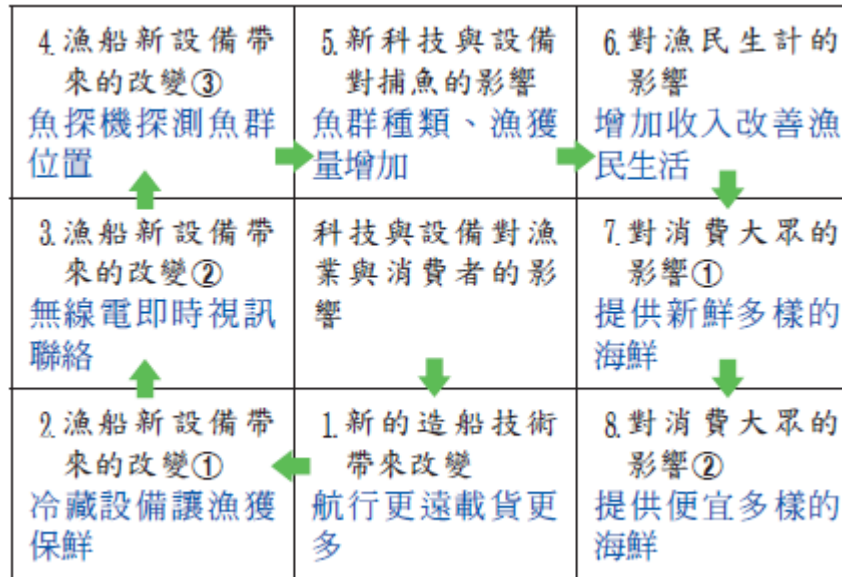 4.漁船新設備帶
來的改變③
魚探機探測魚群
位置
5.新科技與設備
對捕魚的影響
魚群種類、漁獲
量增加
6.對漁民生計的
影響
增加收入改善漁
民生活
3.漁船新設備帶
來的改變②
無線電即時視訊
聯絡
科技與設備對漁
業與消費者的影
響
7.對消費大眾的
影響①
提供新鮮多樣的
海鮮
2.漁船新設備帶
來的改變①
冷藏設備讓漁獲
保鮮
1.新的造船技術
帶來改變
航行更遠載貨更
多
8.對消費大眾的
影響②
提供便宜多樣的
海鮮